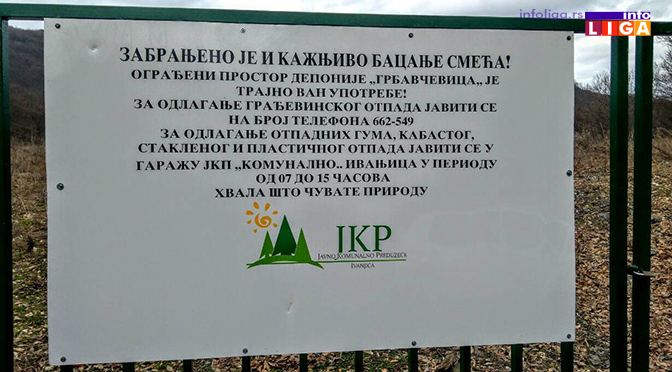 infoliga.rs
info
LIGA
ЗАБРАЊЕНО ЈЕ И КАЖЊИВО БАЦАЊЕ СМЕЋА!
ОГРАЂЕНИ ПРОСТОР ДЕПОНИЈЕ „ГРБАВЧЕВИЦА„ ЈЕ
ТРАЈНО ВАН УПОТРЕБЕ!
ЗА ОДЛАГАЊЕ ГРАЂЕВИНСКОГ ОТПАДА ЈАВИТИ СЕ
НА БРОЈ ТЕЛЕФОНА 662-549
ЗА ОДЛАГАЊЕ ОТПАДНИХ ГУМА, КАБАСТОГ,
СТАКЛЕНОГ И ПЛАСТИЧНОГ ОТПАДА ЈАВИТИ СЕ У
ГАРАЖУ ЈКП „КОМУНАЛНО.. ИВАЊИЦА У ПЕРИОДУ
ОД 07 ДО 15 ЧАСОВА
ХВАЛА ШТО ЧУВАТЕ ПРИРОДУ
JKP
JAVNO KOMUNALNO PREDUZEĆE
IVANJICA